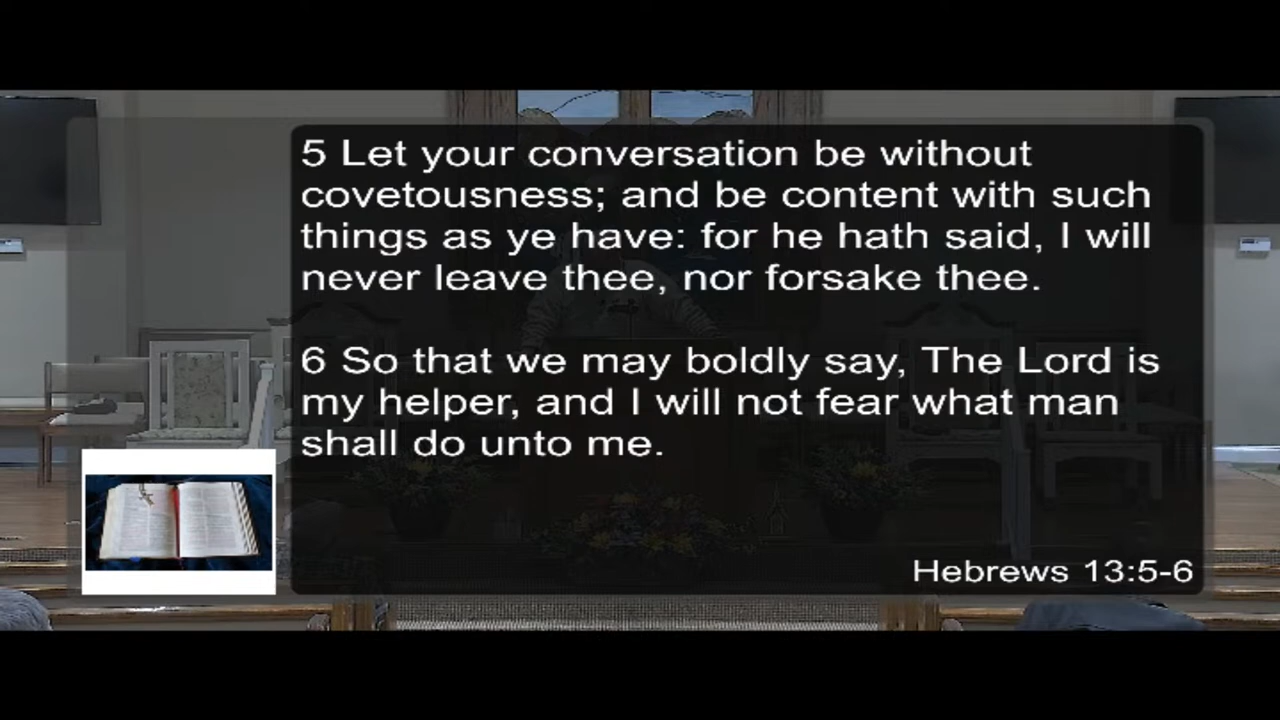 5 Let your conversation be without
covetousness; and be content with such
things as ye have: for he hath said, I will
never leave thee, nor forsake thee.
6 So that we may boldly say, The Lord is
my helper, and I will not fear what man
shall do unto me.
Hebrews 13:5-6